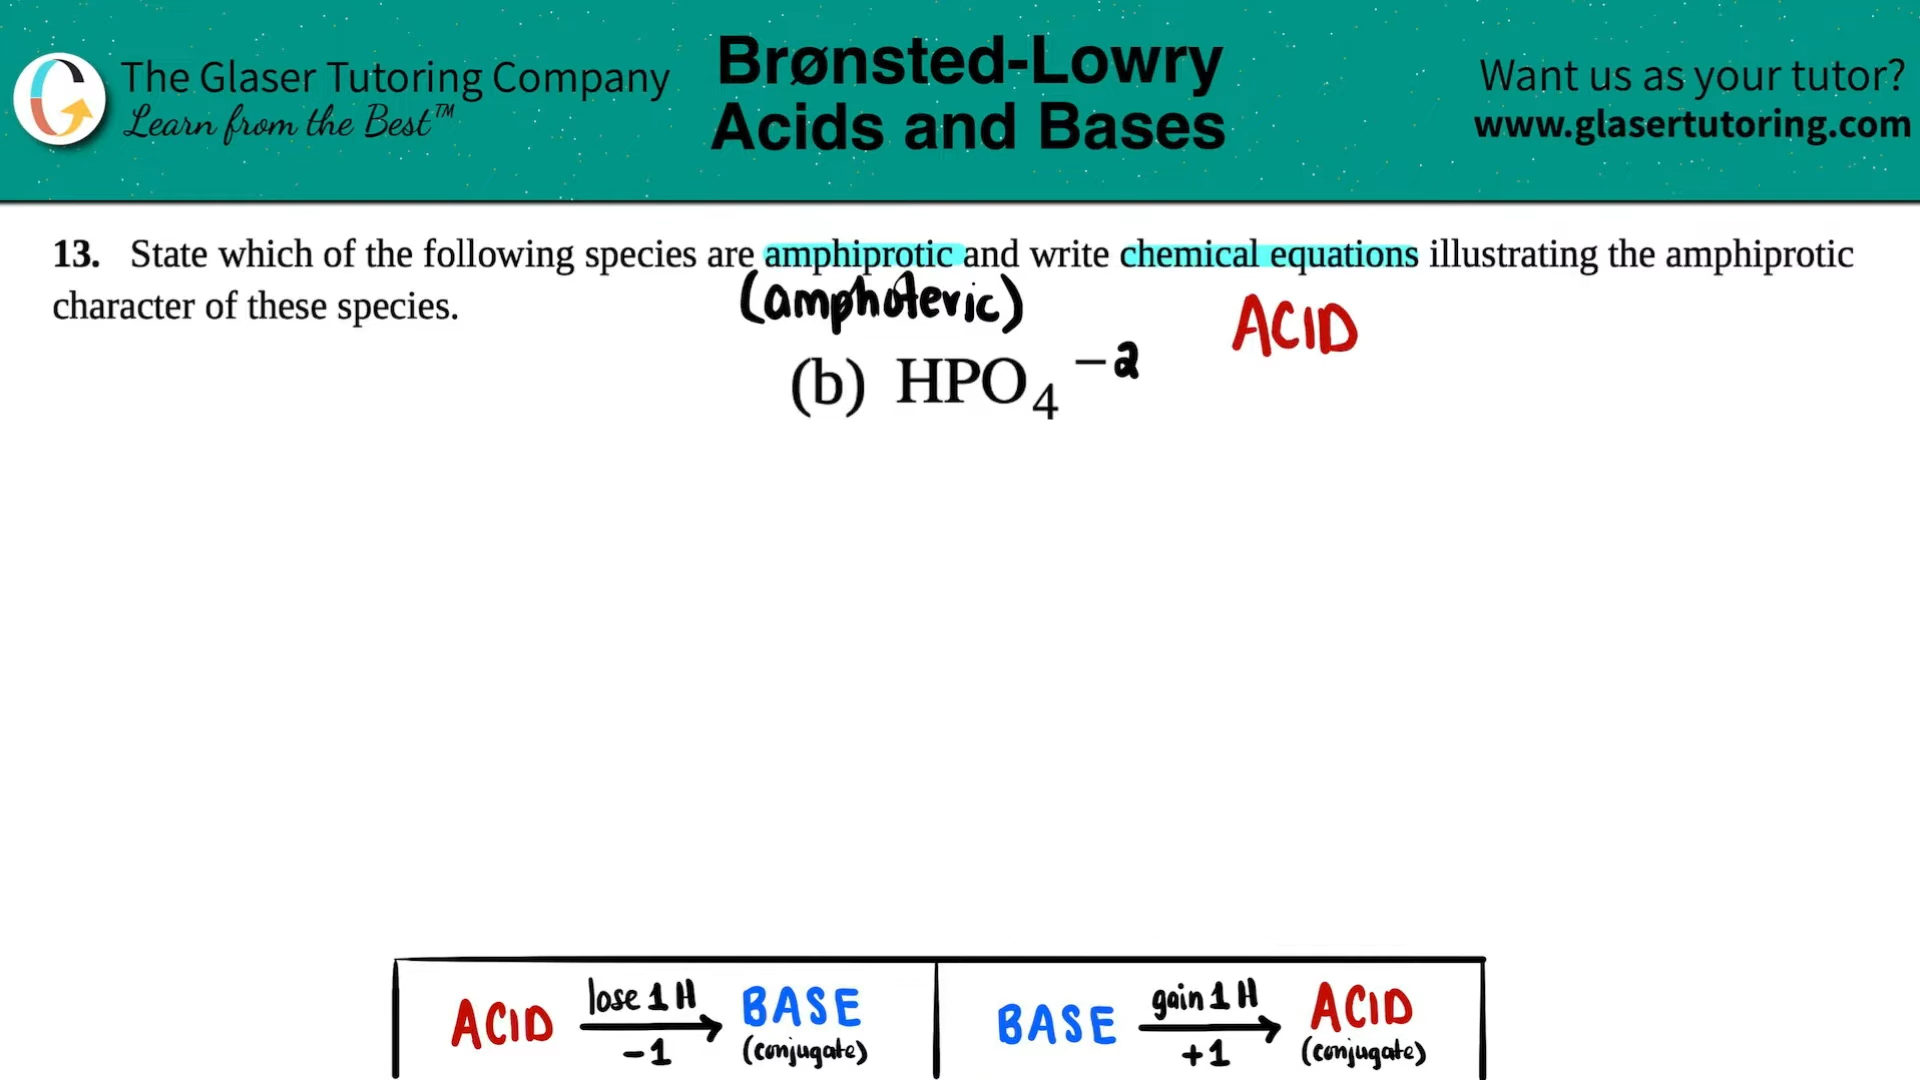 The Glaser Tutoring Company
Learn from the Best™
Brønsted-Lowry
Acids and Bases
Want us as your tutor?
www.glasertutoring.com
13. State which of the following species are amphiprotic and write chemical equations illustrating the amphiprotic
character of these species.
(amphoteric)
ACID
(b) HPO₄ ⁻²
ACID
lose 1 H
-1
BASE
(conjugate)
BASE
gain 1 H
+1
ACID
(conjugate)